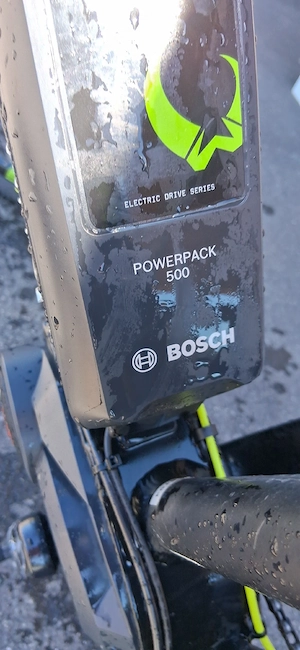 ELECTRIC DRIVE SERIES
POWERPACK
500
BOSCH